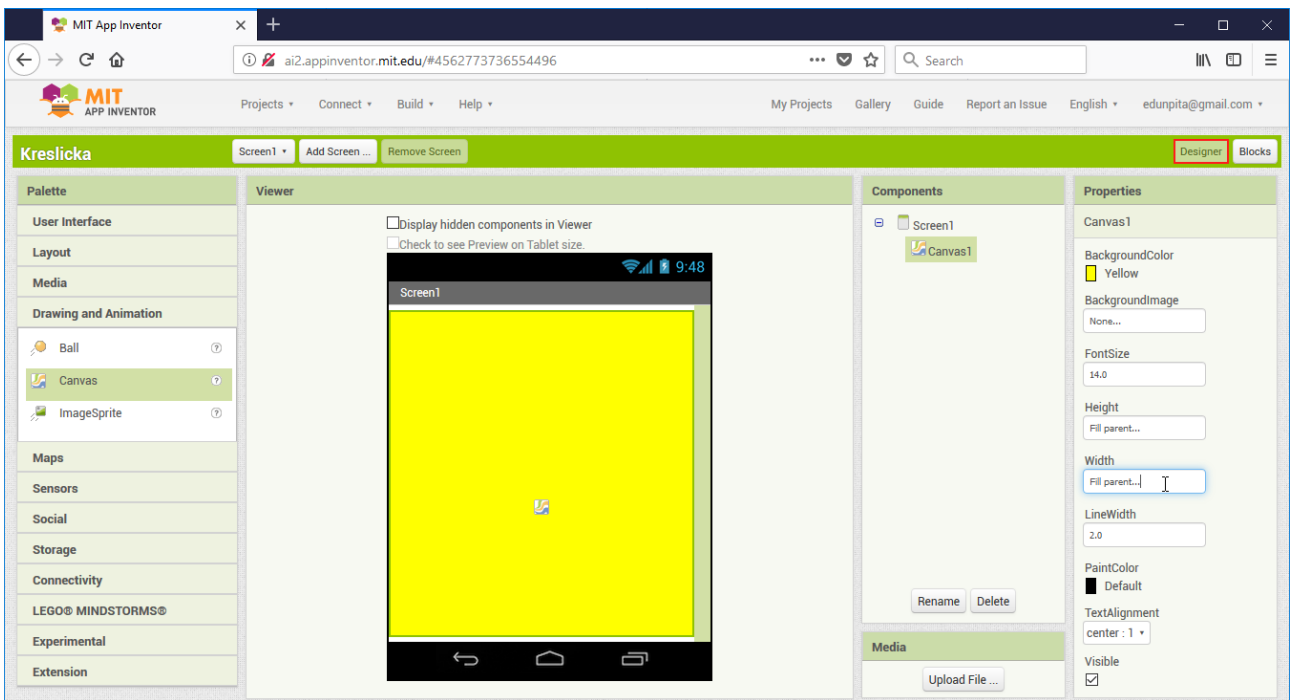 MIT App Inventor
ai2.appinventor.mit.edu/#4562773736554496
Search
MIT
APP INVENTOR
Projects Connect Build Help My Projects Gallery Guide Report an Issue English edunpita@gmail.com
Kreslicka Screen1 Add Screen ... Remove Screen Designer Blocks
Palette
User Interface
Layout
Media
Drawing and Animation
Ball ?
Canvas ?
ImageSprite ?
Maps
Sensors
Social
Storage
Connectivity
LEGO® MINDSTORMS®
Experimental
Extension
Viewer
Display hidden components in Viewer
Check to see Preview on Tablet size.
9:48
Screen1
Components
Screen1
Canvas1
Rename Delete
Media
Upload File ...
Properties
Canvas1
BackgroundColor
Yellow
BackgroundImage
None...
FontSize
14.0
Height
Fill parent...
Width
Fill parent...
LineWidth
2.0
PaintColor
Default
TextAlignment
center : 1
Visible